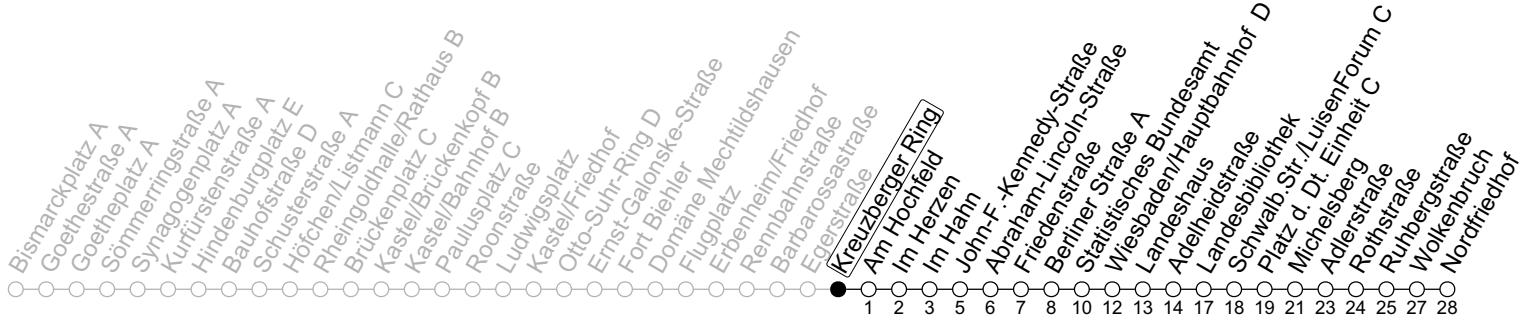 Bismarckplatz A
Goethestraße A
Goetheplatz A
Sömmerringstraße A
Synagogenplatz A
Kurfürstenstraße A
Hindenburgplatz E
Bauhofstraße D
Schusterstraße A
Höfchen/Listmann C
Rheingoldhalle/Rathaus B
Brückenplatz C
Kastel/Brückenkopf B
Kastel/Bahnhof B
Paulusplatz C
Roonstraße
Ludwigsplatz
Kastel/Friedhof
Otto-Suhr-Ring D
Ernst-Galonske-Straße
Fort Biehler
Domäne Mechtildshausen
Flugplatz
Erbenheim/Friedhof
Rennbahnstraße
Barbarossastraße
Egerstraße
Kreuzberger Ring
Am Hochfeld
Im Herzen
Im Hahn
John-F.-Kennedy-Straße
Abraham-Lincoln-Straße
Friedenstraße
Berliner Straße A
Statistisches Bundesamt
Wiesbaden/Hauptbahnhof D
Landeshaus
Adelheidstraße
Landesbibliothek
Schwalb.Str./LuisenForum C
Platz d. Dt. Einheit C
Michelsberg
Adlerstraße
Rothstraße
Ruhbergstraße
Wolkenbruch
Nordfriedhof
1 2 3 5 6 7 8 10 12 13 14 17 18 19 21 23 24 25 27 28